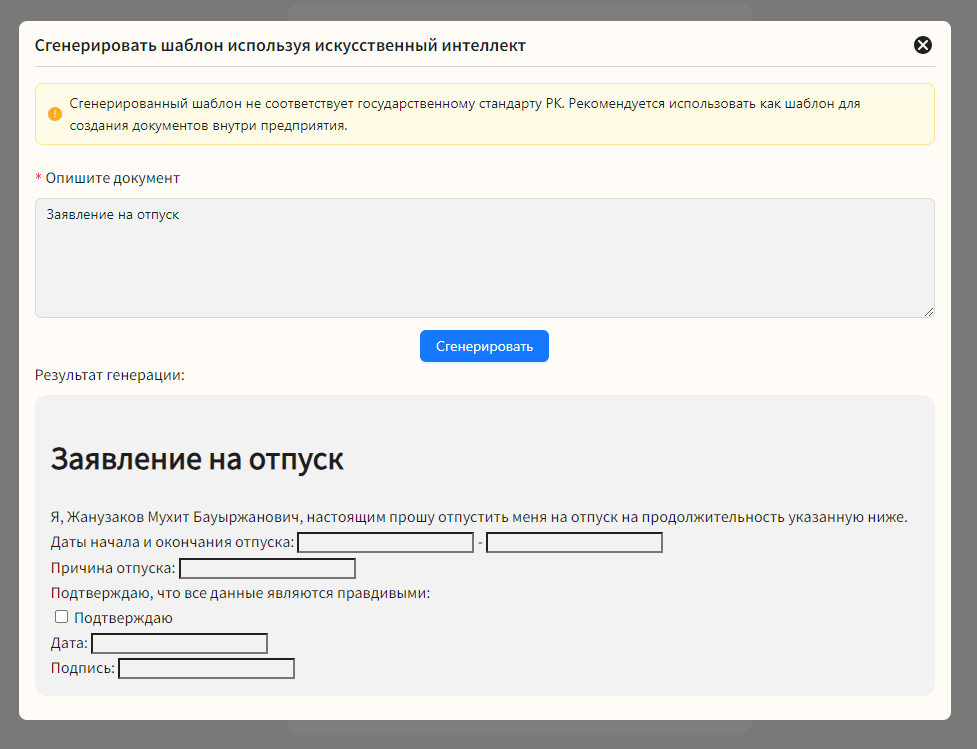 Сгенерировать шаблон используя искусственный интеллект
Сгенерированный шаблон не соответствует государственному стандарту РК. Рекомендуется использовать как шаблон для
создания документов внутри предприятия.
* Опишите документ
Заявление на отпуск
Сгенерировать
Результат генерации:
Заявление на отпуск
Я, Жанузаков Мухит Бауыржанович, настоящим прошу отпустить меня на отпуск на продолжительность указанную ниже.
Даты начала и окончания отпуска: -
Причина отпуска:
Подтверждаю, что все данные являются правдивыми:
Подтверждаю
Дата:
Подпись: